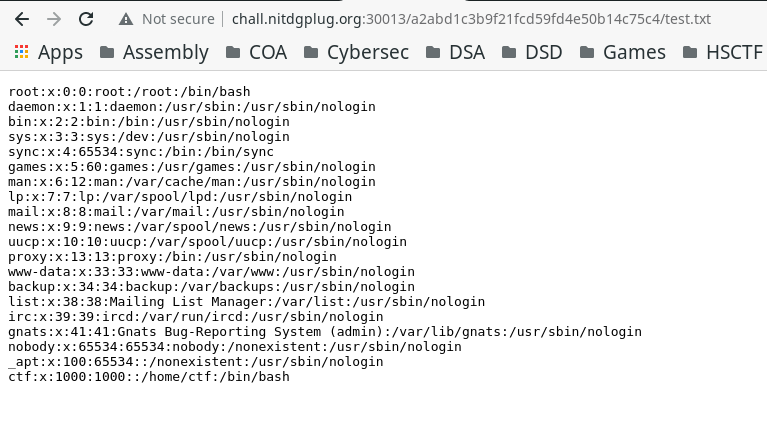 Not secure | chall.nitdgplug.org:30013/a2abd1c3b9f21fcd59fd4e50b14c75c4/test.txt
Apps Assembly COA Cybersec DSA DSD Games HSCTF
root:x:0:0:root:/root:/bin/bash
daemon:x:1:1:daemon:/usr/sbin:/usr/sbin/nologin
bin:x:2:2:bin:/bin:/usr/sbin/nologin
sys:x:3:3:sys:/dev:/usr/sbin/nologin
sync:x:4:65534:sync:/bin:/bin/sync
games:x:5:60:games:/usr/games:/usr/sbin/nologin
man:x:6:12:man:/var/cache/man:/usr/sbin/nologin
lp:x:7:7:lp:/var/spool/lpd:/usr/sbin/nologin
mail:x:8:8:mail:/var/mail:/usr/sbin/nologin
news:x:9:9:news:/var/spool/news:/usr/sbin/nologin
uucp:x:10:10:uucp:/var/spool/uucp:/usr/sbin/nologin
proxy:x:13:13:proxy:/bin:/usr/sbin/nologin
www-data:x:33:33:www-data:/var/www:/usr/sbin/nologin
backup:x:34:34:backup:/var/backups:/usr/sbin/nologin
list:x:38:38:Mailing List Manager:/var/list:/usr/sbin/nologin
irc:x:39:39:ircd:/var/run/ircd:/usr/sbin/nologin
gnats:x:41:41:Gnats Bug-Reporting System (admin):/var/lib/gnats:/usr/sbin/nologin
nobody:x:65534:65534:nobody:/nonexistent:/usr/sbin/nologin
_apt:x:100:65534::/nonexistent:/usr/sbin/nologin
ctf:x:1000:1000::/home/ctf:/bin/bash